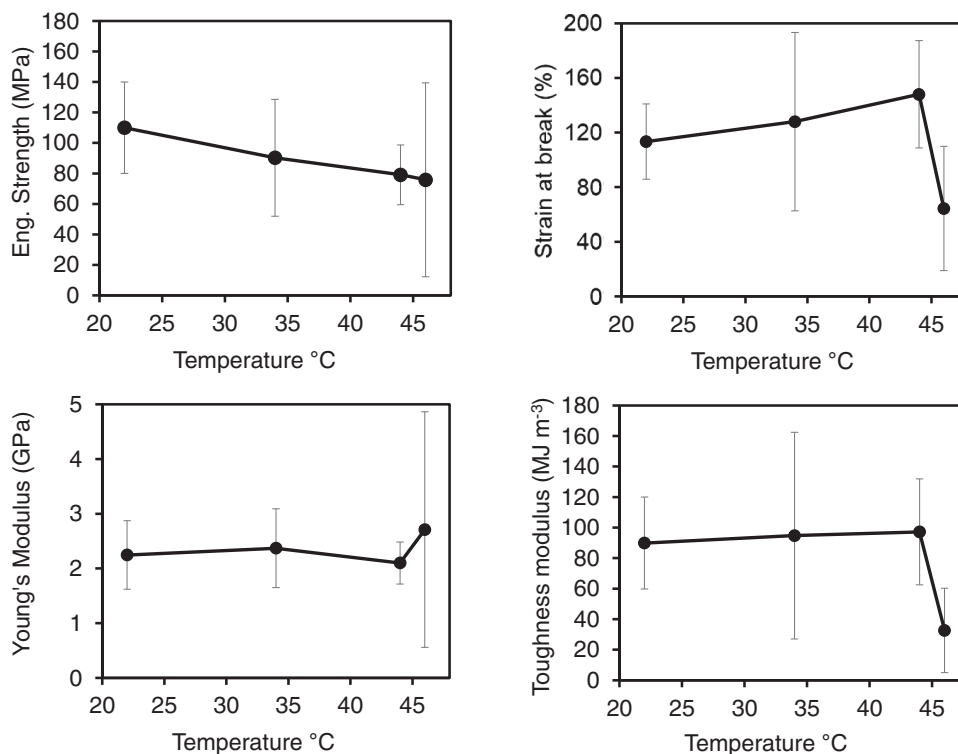 Eng. Strength (MPa)
180
160
140
120
100
80
60
40
20
0
20 25 30 35 40 45
Temperature °C
Strain at break (%)
200
160
120
80
40
0
20 25 30 35 40 45
Temperature °C
Young's Modulus (GPa)
5
4
3
2
1
0
20 25 30 35 40 45
Temperature °C
Toughness modulus (MJ m-3)
180
160
140
120
100
80
60
40
20
0
20 25 30 35 40 45
Temperature °C